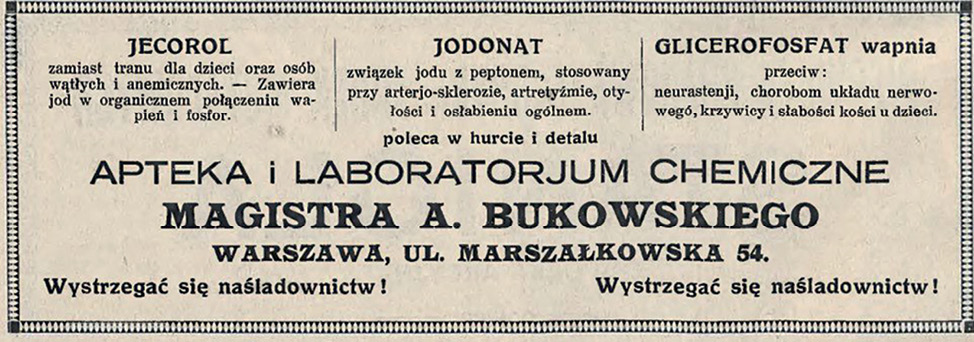 JECOROL
zamiast tranu dla dzieci oraz osób
wątłych i anemicznych. — Zawiera
jod w organicznem połączeniu wa-
pień i fosfor.
JODONAT
związek jodu z peptonem, stosowany
przy arterjo-sklerozie, artretyźmie, oty-
łości i osłabieniu ogólnem.
GLICEROFOSFAT wapnia
przeciw:
neurastenji, chorobom układu nerwo-
wegó, krzywicy i słabości kości u dzieci.
poleca w hurcie i detalu
APTEKA i LABORATORJUM CHEMICZNE
MAGISTRA A. BUKOWSKIEGO
WARSZAWA, UL. MARSZAŁKOWSKA 54.
Wystrzegać się naśladownictw!
Wystrzegać się naśladownictw!